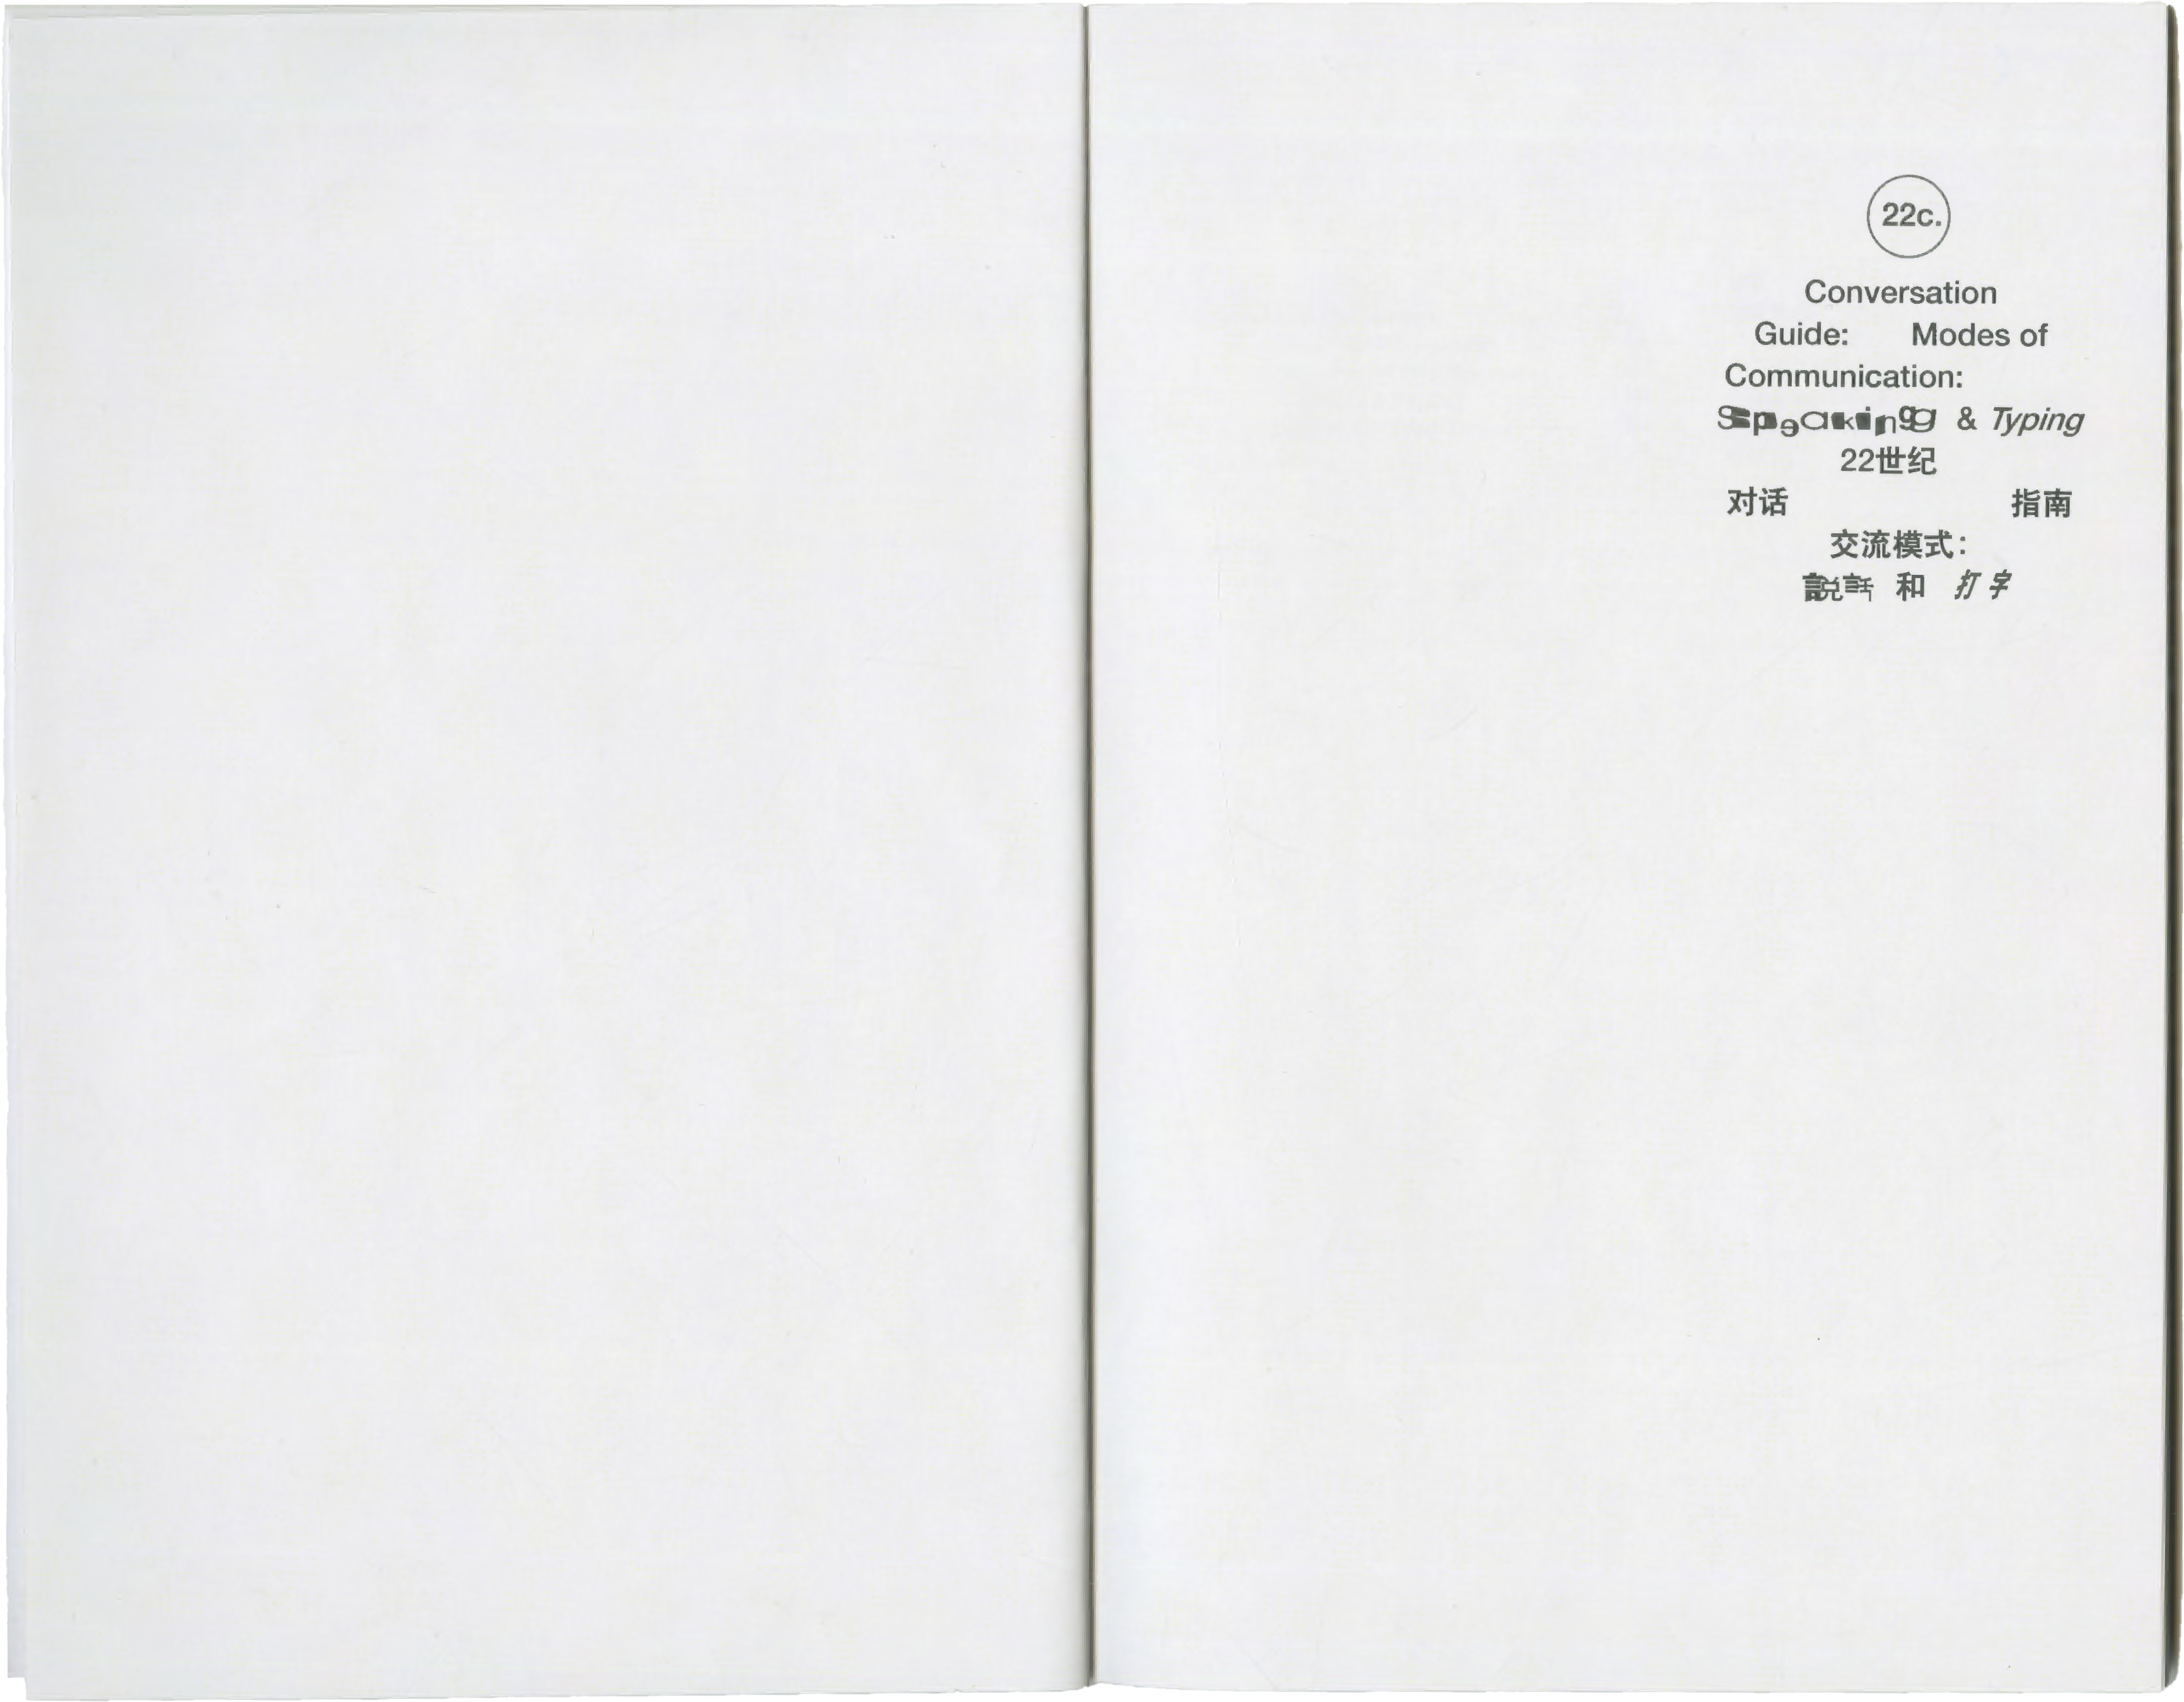 22c.
Conversation
Guide: Modes of
Communication:
Speaking & Typing
22世纪
对话 指南
交流模式：
説話 和 打字